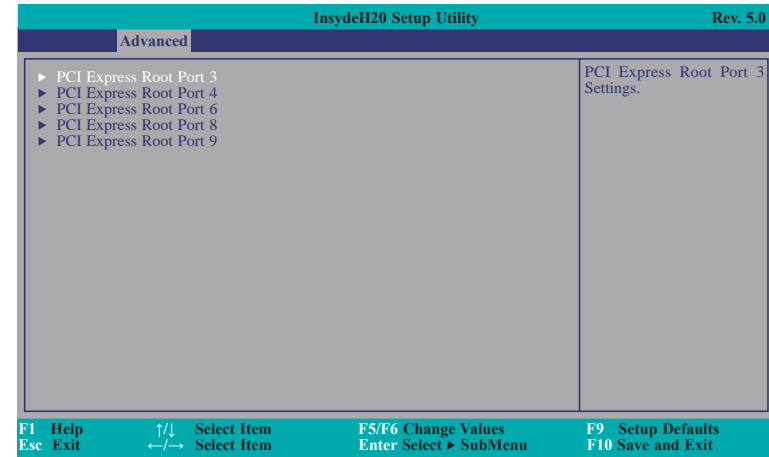 InsydeH20 Setup Utility Rev. 5.0
Advanced
► PCI Express Root Port 3
► PCI Express Root Port 4
► PCI Express Root Port 6
► PCI Express Root Port 8
► PCI Express Root Port 9
PCI Express Root Port 3
Settings.
F1 Help ↑/↓ Select Item F5/F6 Change Values F9 Setup Defaults
Esc Exit ←/→ Select Item Enter Select ► SubMenu F10 Save and Exit